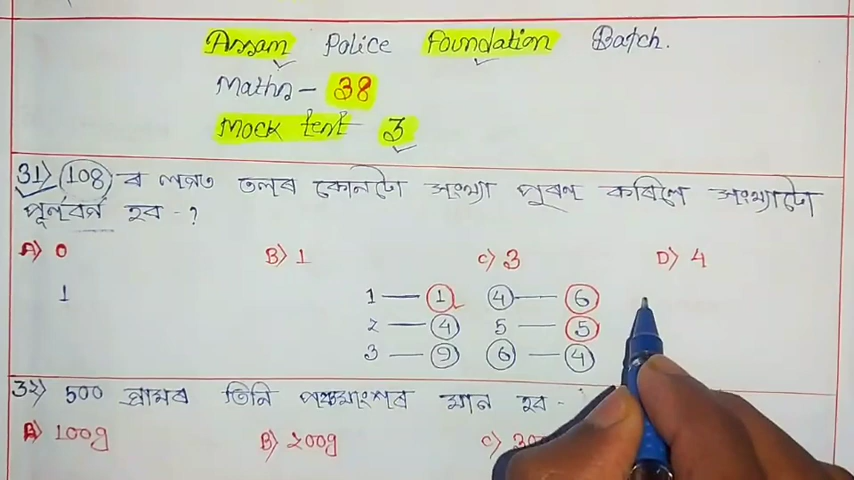 Assam Police Foundation Batch.
Maths - 38
Mock test 3
31) 108 ৰ লগত তলৰ কোনটো সংখ্যা পুৰণ কৰিলে সংখ্যাটো
পূৰ্ণবৰ্গ হব - ?
A) 0 B) 1 C) 3 D) 4
1 1 — 1 4 — 6
2 — 4 5 — 5
3 — 9 6 — 4
৩২) 500 গ্ৰামৰ তিনি পঞ্চমাংশৰ মান হব -
A) 100g B) 200g C)